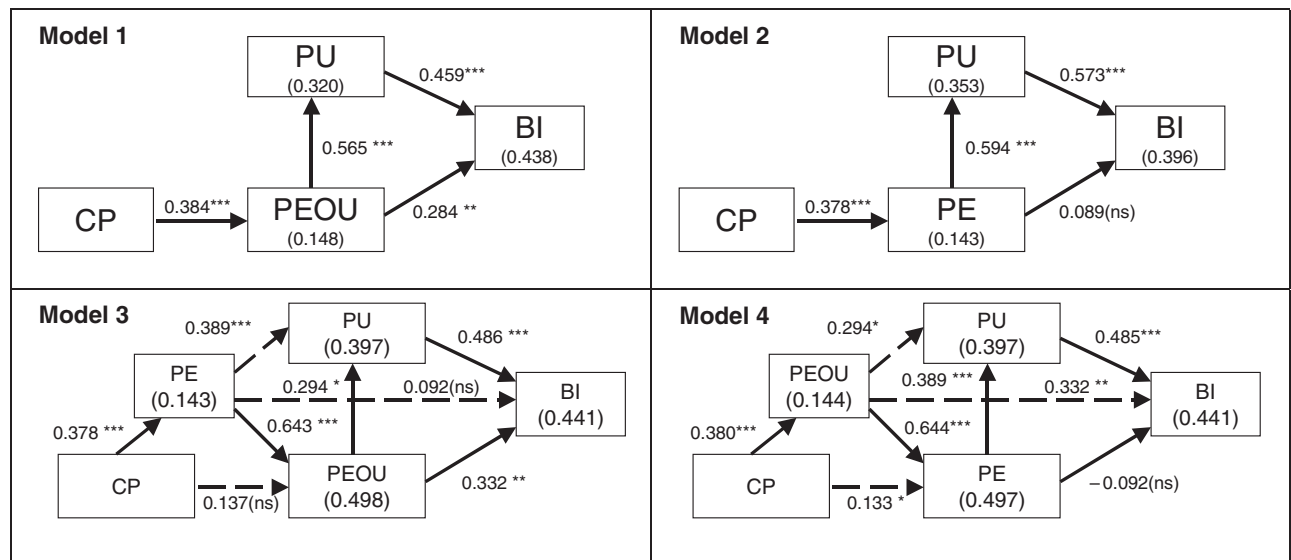 Model 1
PU
(0.320)
0.459***
BI
(0.438)
0.565 ***
CP
0.384***
PEOU
(0.148)
0.284 **
Model 2
PU
(0.353)
0.573***
BI
(0.396)
0.594 ***
CP
0.378***
PE
(0.143)
0.089(ns)
Model 3
0.389***
PU
(0.397)
0.486 ***
PE
(0.143)
0.294 *
0.092(ns)
BI
(0.441)
0.378 ***
0.643 ***
CP
0.137(ns)
PEOU
(0.498)
0.332 **
Model 4
0.294*
PU
(0.397)
0.485***
PEOU
(0.144)
0.389 ***
0.332 **
BI
(0.441)
0.380***
0.644***
CP
0.133 *
PE
(0.497)
−0.092(ns)